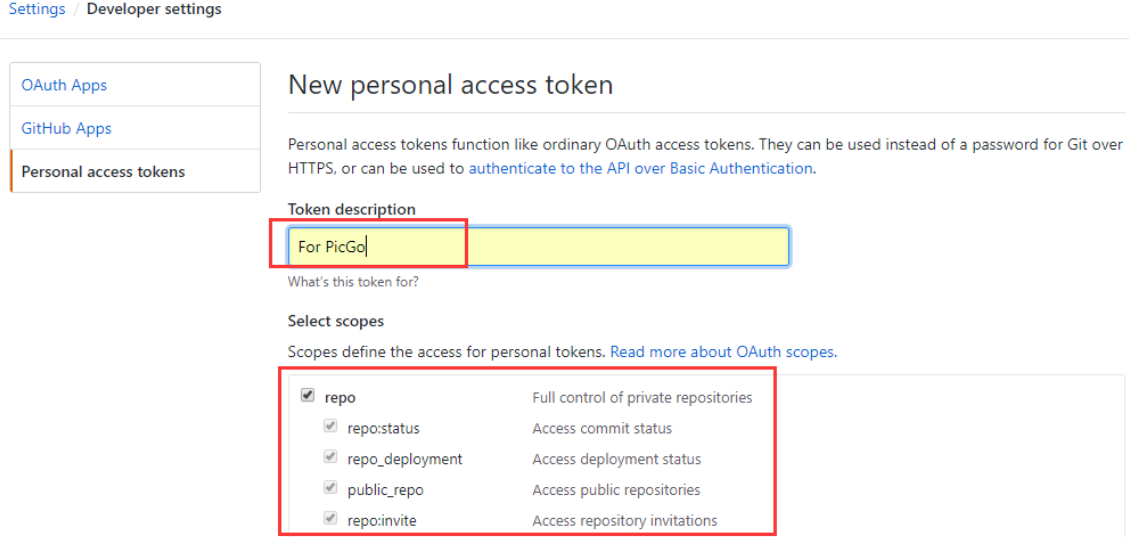 Settings / Developer settings
OAuth Apps
GitHub Apps
Personal access tokens
New personal access token
Personal access tokens function like ordinary OAuth access tokens. They can be used instead of a password for Git over
HTTPS, or can be used to authenticate to the API over Basic Authentication.
Token description
For PicGo
What's this token for?
Select scopes
Scopes define the access for personal tokens. Read more about OAuth scopes.
repo Full control of private repositories
repo:status Access commit status
repo_deployment Access deployment status
public_repo Access public repositories
repo:invite Access repository invitations